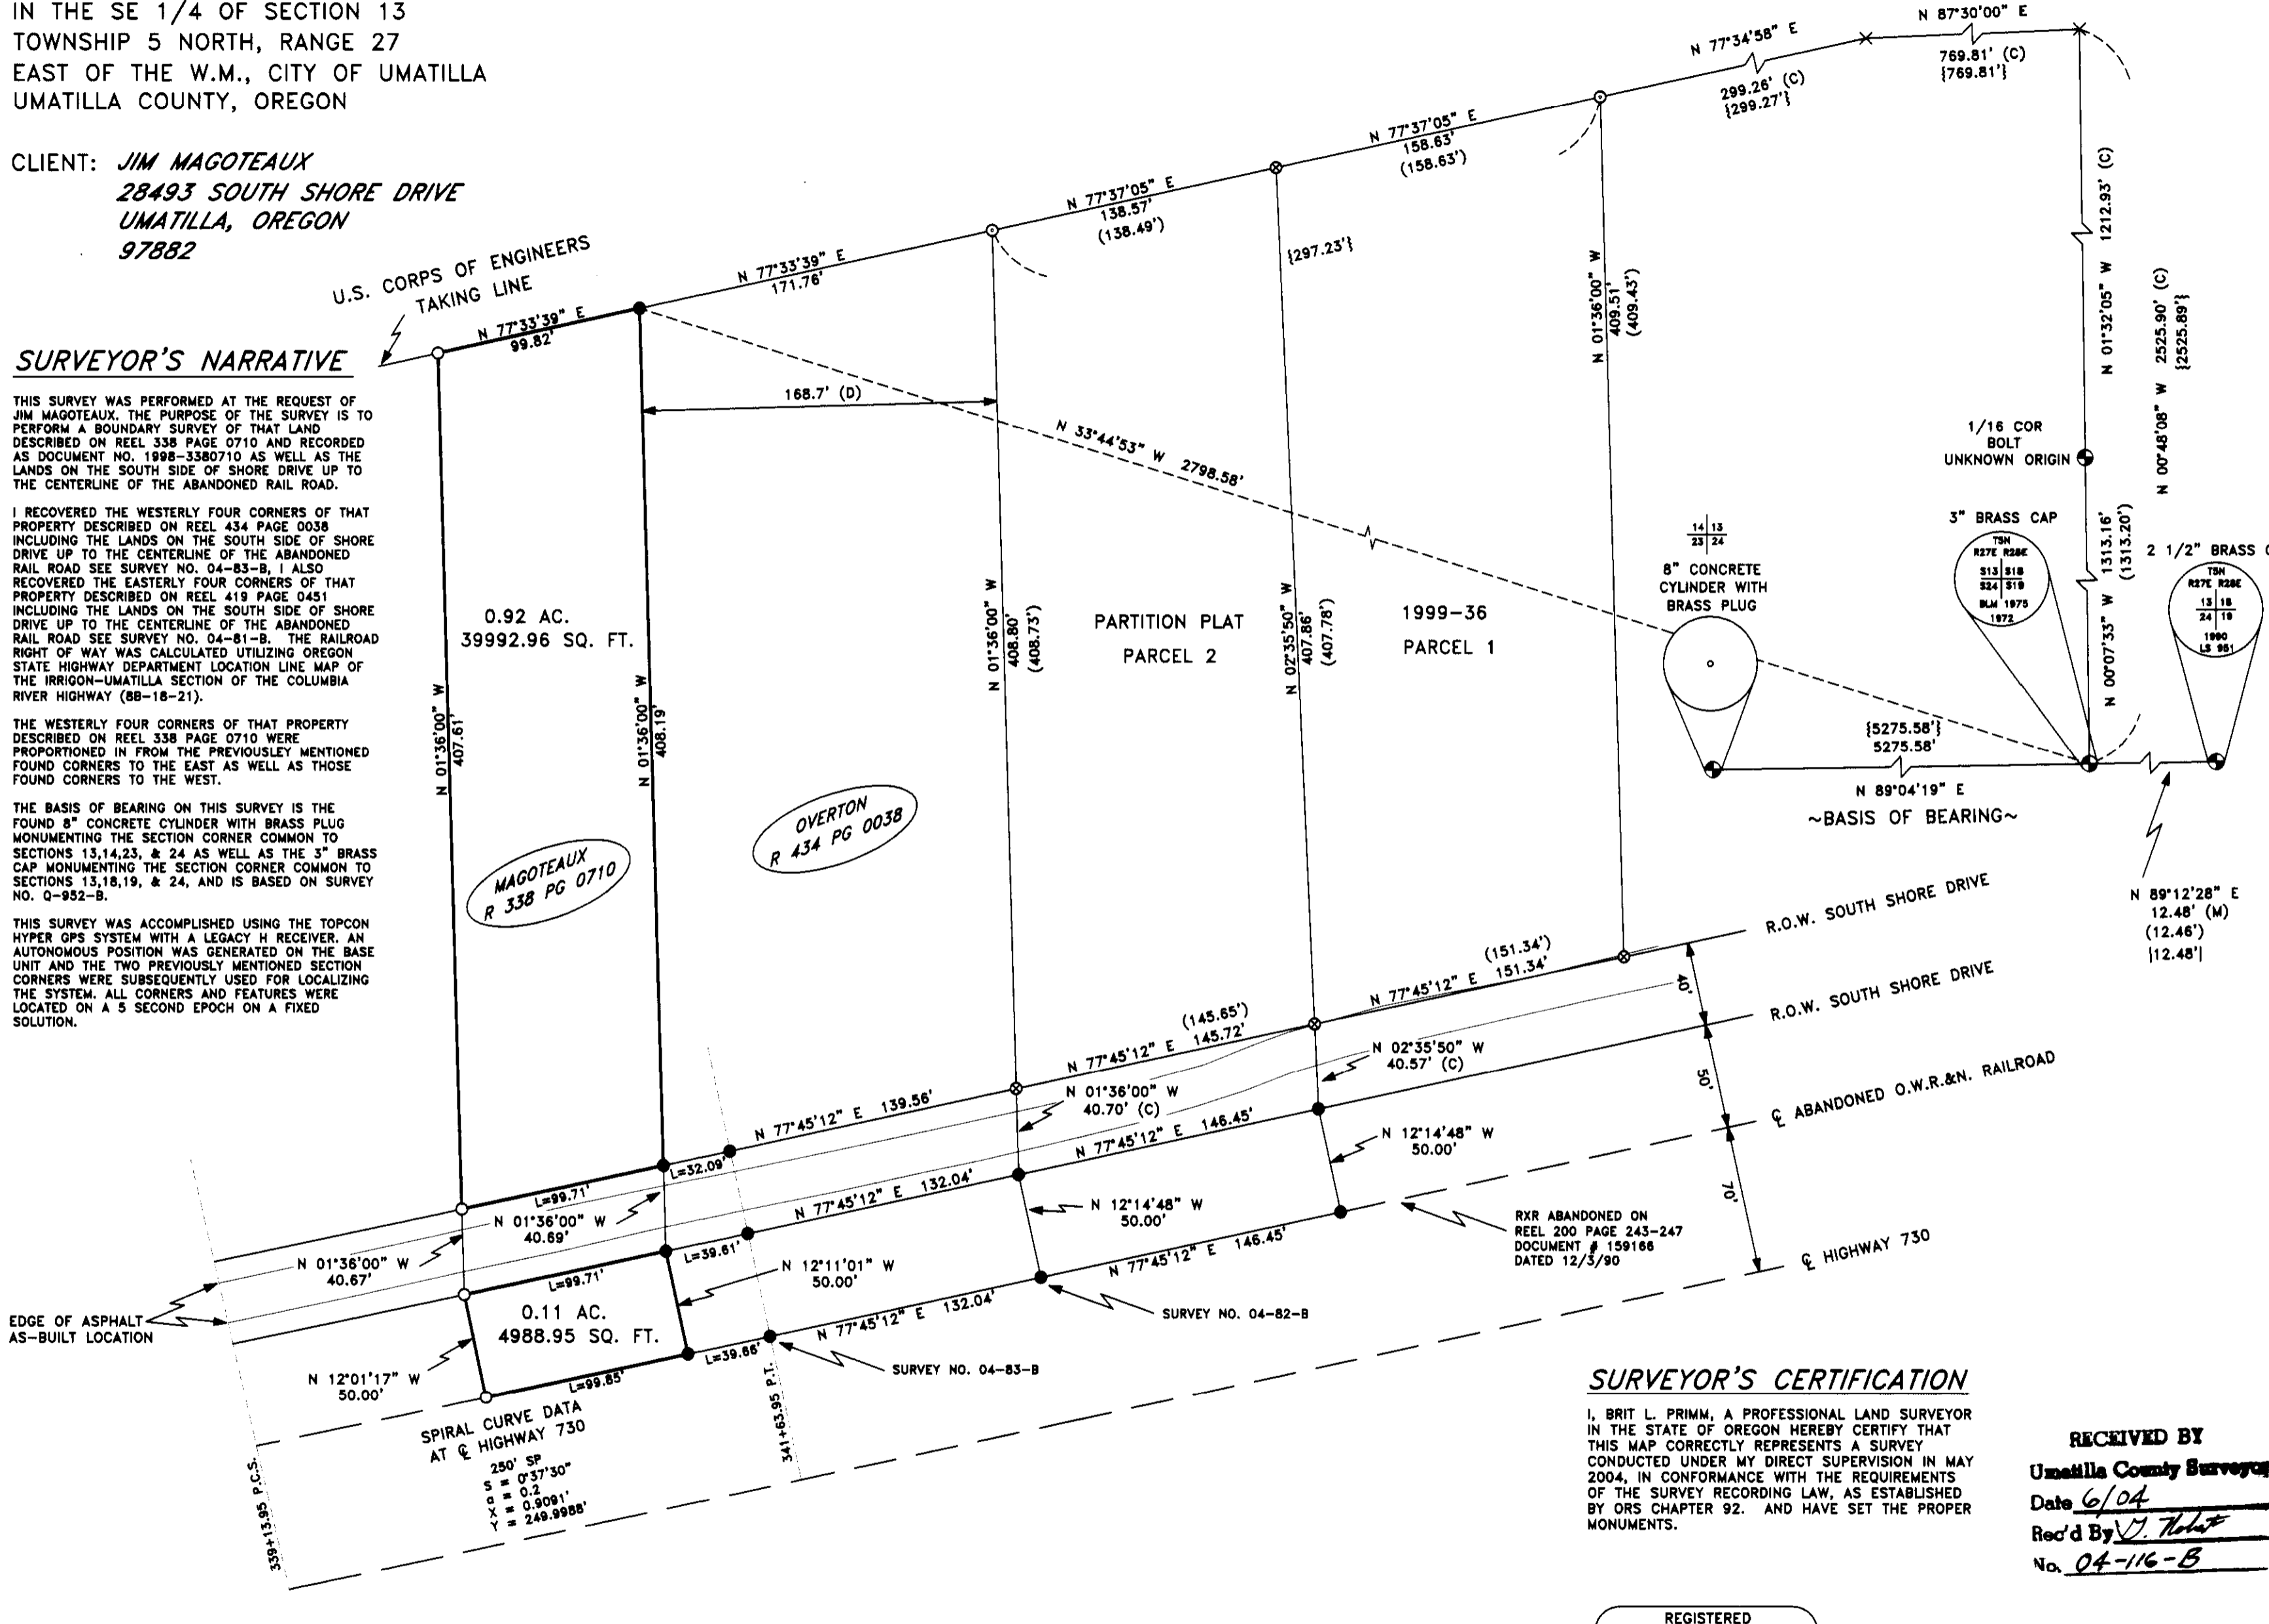 IN THE SE 1/4 OF SECTION 13
TOWNSHIP 5 NORTH, RANGE 27
EAST OF THE W.M., CITY OF UMATILLA
UMATILLA COUNTY, OREGON
CLIENT: JIM MAGOTEAUX
28493 SOUTH SHORE DRIVE
UMATILLA, OREGON
97882
U.S. CORPS OF ENGINEERS
TAKING LINE
SURVEYOR'S NARRATIVE
THIS SURVEY WAS PERFORMED AT THE REQUEST OF
JIM MAGOTEAUX. THE PURPOSE OF THE SURVEY IS TO
PERFORM A BOUNDARY SURVEY OF THAT LAND
DESCRIBED ON REEL 338 PAGE 0710 AND RECORDED
AS DOCUMENT NO. 1998-3380710 AS WELL AS THE
LANDS ON THE SOUTH SIDE OF SHORE DRIVE UP TO
THE CENTERLINE OF THE ABANDONED RAIL ROAD.
I RECOVERED THE WESTERLY FOUR CORNERS OF THAT
PROPERTY DESCRIBED ON REEL 434 PAGE 0038
INCLUDING THE LANDS ON THE SOUTH SIDE OF SHORE
DRIVE UP TO THE CENTERLINE OF THE ABANDONED
RAIL ROAD SEE SURVEY NO. 04-83-B, I ALSO
RECOVERED THE EASTERLY FOUR CORNERS OF THAT
PROPERTY DESCRIBED ON REEL 419 PAGE 0451
INCLUDING THE LANDS ON THE SOUTH SIDE OF SHORE
DRIVE UP TO THE CENTERLINE OF THE ABANDONED
RAIL ROAD SEE SURVEY NO. 04-81-B. THE RAILROAD
RIGHT OF WAY WAS CALCULATED UTILIZING OREGON
STATE HIGHWAY DEPARTMENT LOCATION LINE MAP OF
THE IRRIGON-UMATILLA SECTION OF THE COLUMBIA
RIVER HIGHWAY (8B-18-21).
THE WESTERLY FOUR CORNERS OF THAT PROPERTY
DESCRIBED ON REEL 338 PAGE 0710 WERE
PROPORTIONED IN FROM THE PREVIOUSLEY MENTIONED
FOUND CORNERS TO THE EAST AS WELL AS THOSE
FOUND CORNERS TO THE WEST.
THE BASIS OF BEARING ON THIS SURVEY IS THE
FOUND 8" CONCRETE CYLINDER WITH BRASS PLUG
MONUMENTING THE SECTION CORNER COMMON TO
SECTIONS 13,14,23, & 24 AS WELL AS THE 3" BRASS
CAP MONUMENTING THE SECTION CORNER COMMON TO
SECTIONS 13,18,19, & 24, AND IS BASED ON SURVEY
NO. Q-952-B.
THIS SURVEY WAS ACCOMPLISHED USING THE TOPCON
HYPER GPS SYSTEM WITH A LEGACY H RECEIVER. AN
AUTONOMOUS POSITION WAS GENERATED ON THE BASE
UNIT AND THE TWO PREVIOUSLY MENTIONED SECTION
CORNERS WERE SUBSEQUENTLY USED FOR LOCALIZING
THE SYSTEM. ALL CORNERS AND FEATURES WERE
LOCATED ON A 5 SECOND EPOCH ON A FIXED
SOLUTION.
N 77°33'39" E
99.82'
N 77°33'39" E
171.76'
N 77°37'05" E
138.57'
(138.49')
N 77°37'05" E
158.63'
(158.63')
{297.23'}
N 77°34'58" E
299.26' (C)
{299.27'}
N 87°30'00" E
769.81' (C)
{769.81'}
168.7' (D)
N 33°44'53" W 2798.58'
N 01°36'00" W
407.61'
0.92 AC.
39992.96 SQ. FT.
N 01°36'00" W
408.19'
MAGOTEAUX
R 338 PG 0710
OVERTON
R 434 PG 0038
N 01°36'00" W
408.80'
(408.73')
PARTITION PLAT
PARCEL 2
N 02°35'50" W
407.86'
(407.78')
1999-36
PARCEL 1
N 01°36'00" W
409.51'
(409.43')
N 01°32'05" W 1212.93' (C)
N 00°48'08" W 2525.90' (C)
{2525.89'}
1/16 COR
BOLT
UNKNOWN ORIGIN
N 00°07'33" W 1313.16'
(1313.20')
14 13
23 24
8" CONCRETE
CYLINDER WITH
BRASS PLUG
3" BRASS CAP
T5N
R27E R28E
S13 S18
S24 S19
BLM 1975
1972
2 1/2" BRASS C
T5N
R27E R28E
13 18
24 19
1990
LS 951
{5275.58'}
5275.58'
N 89°04'19" E
~BASIS OF BEARING~
N 89°12'28" E
12.48' (M)
(12.46')
|12.48'|
R.O.W. SOUTH SHORE DRIVE
40'
R.O.W. SOUTH SHORE DRIVE
50'
℄ ABANDONED O.W.R.&N. RAILROAD
70'
℄ HIGHWAY 730
(151.34')
N 77°45'12" E 151.34'
(145.65')
N 77°45'12" E 145.72'
N 77°45'12" E 139.56'
L=32.09'
L=99.71'
N 02°35'50" W
40.57' (C)
N 01°36'00" W
40.70' (C)
N 77°45'12" E 146.45'
N 77°45'12" E 132.04'
L=39.61'
L=99.71'
N 01°36'00" W
40.69'
N 01°36'00" W
40.67'
N 12°14'48" W
50.00'
N 12°14'48" W
50.00'
N 12°11'01" W
50.00'
N 12°01'17" W
50.00'
0.11 AC.
4988.95 SQ. FT.
N 77°45'12" E 146.45'
N 77°45'12" E 132.04'
L=39.66'
L=99.85'
EDGE OF ASPHALT
AS-BUILT LOCATION
SURVEY NO. 04-82-B
SURVEY NO. 04-83-B
RXR ABANDONED ON
REEL 200 PAGE 243-247
DOCUMENT # 159166
DATED 12/3/90
SPIRAL CURVE DATA
AT ℄ HIGHWAY 730
250' SP
S = 0°37'30"
a = 0.2
X = 0.9091'
Y = 249.9988'
339+13.95 P.C.S.
341+63.95 P.T.
SURVEYOR'S CERTIFICATION
I, BRIT L. PRIMM, A PROFESSIONAL LAND SURVEYOR
IN THE STATE OF OREGON HEREBY CERTIFY THAT
THIS MAP CORRECTLY REPRESENTS A SURVEY
CONDUCTED UNDER MY DIRECT SUPERVISION IN MAY
2004, IN CONFORMANCE WITH THE REQUIREMENTS
OF THE SURVEY RECORDING LAW, AS ESTABLISHED
BY ORS CHAPTER 92. AND HAVE SET THE PROPER
MONUMENTS.
RECEIVED BY
Umatilla County Surveyor
Date 6/04
Rec'd By
No. 04-116-B
REGISTERED